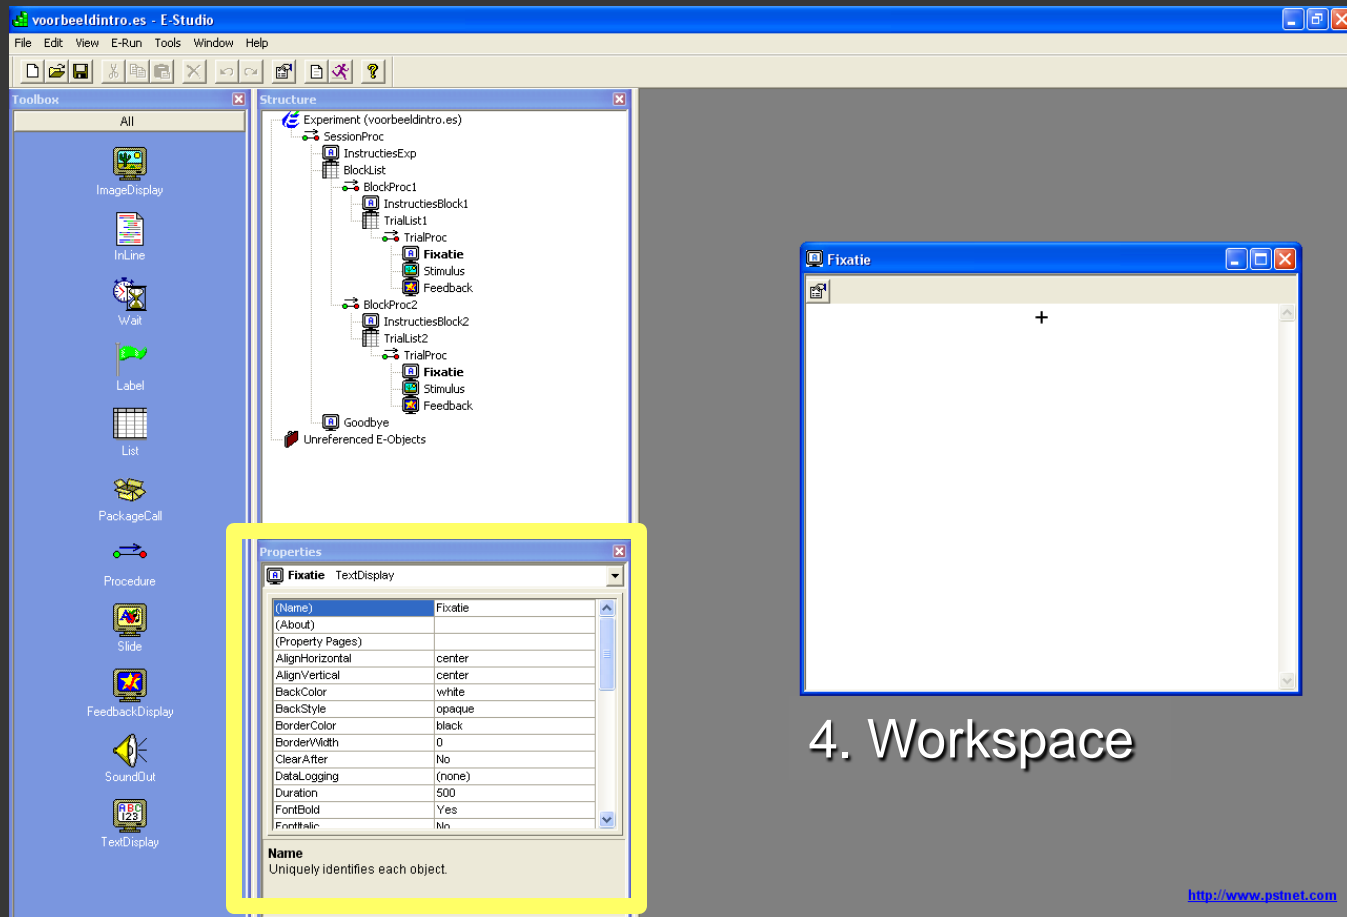 voorbeeldintro.es - E-Studio
File Edit View E-Run Tools Window Help
Toolbox
All
ImageDisplay
InLine
Wait
Label
List
PackageCall
Procedure
Slide
FeedbackDisplay
SoundOut
TextDisplay
Structure
Experiment (voorbeeldintro.es)
SessionProc
InstructiesExp
BlockList
BlockProc1
InstructiesBlock1
TrialList1
TrialProc
Fixatie
Stimulus
Feedback
BlockProc2
InstructiesBlock2
TrialList2
TrialProc
Fixatie
Stimulus
Feedback
Goodbye
Unreferenced E-Objects
Properties
Fixatie TextDisplay
(Name) Fixatie
(About)
(Property Pages)
AlignHorizontal center
AlignVertical center
BackColor white
BackStyle opaque
BorderColor black
BorderWidth 0
ClearAfter No
DataLogging (none)
Duration 500
FontBold Yes
FontItalic No
Name
Uniquely identifies each object.
Fixatie
+
4. Workspace
http://www.pstnet.com